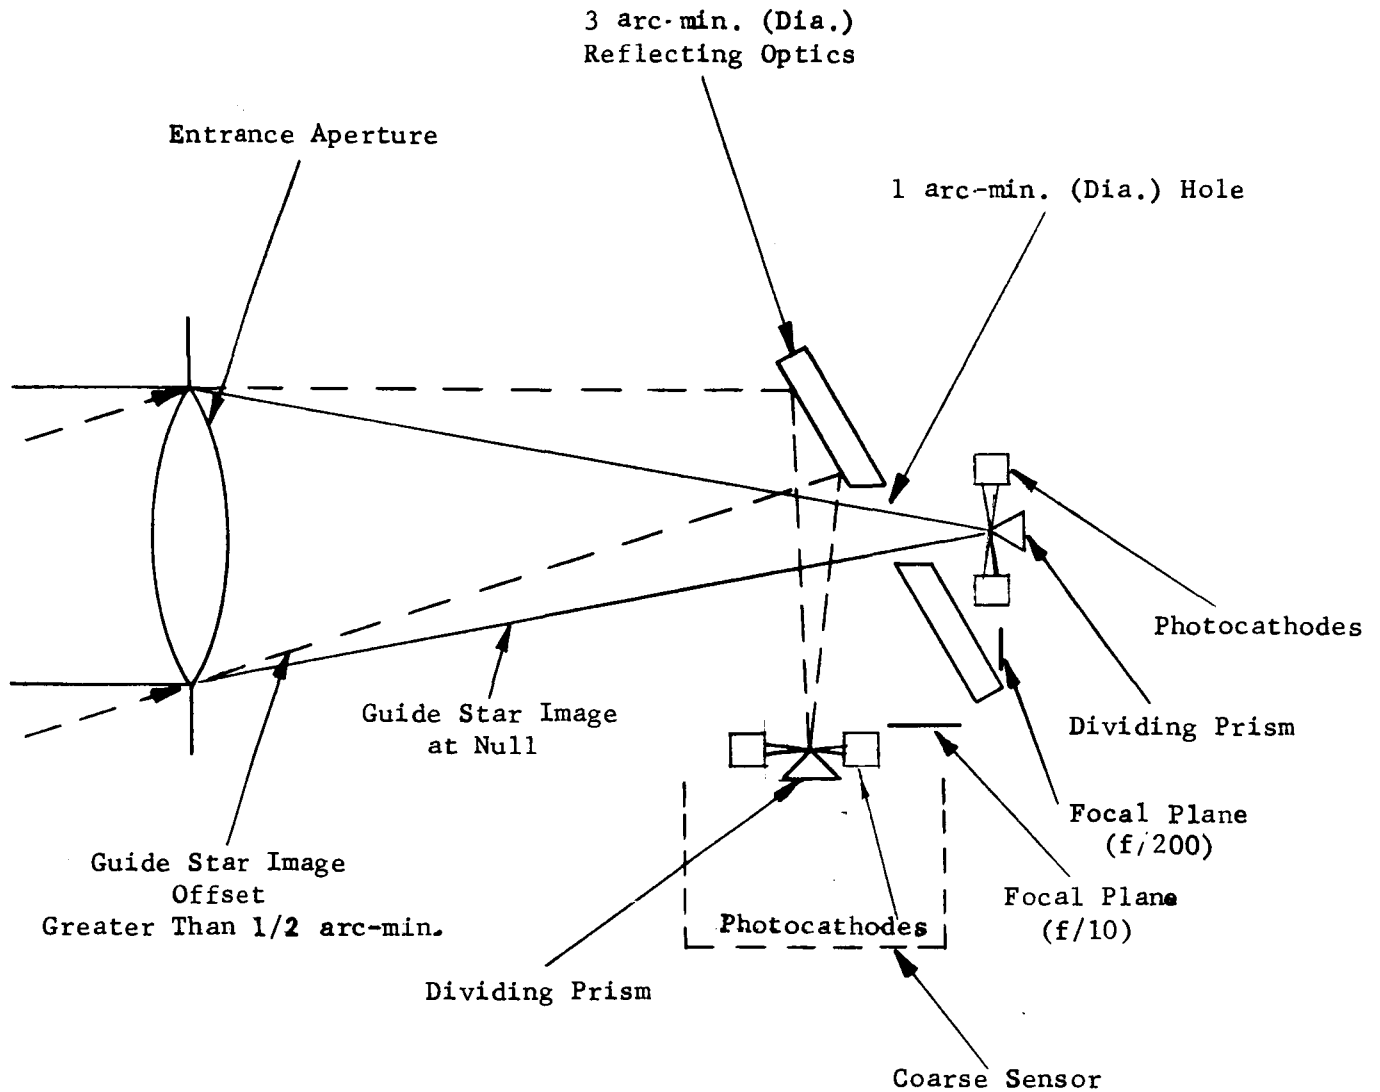 3 arc-min. (Dia.)
Reflecting Optics
Entrance Aperture
1 arc-min. (Dia.) Hole
Photocathodes
Guide Star Image
at Null
Dividing Prism
Focal Plane
(f/200)
Guide Star Image
Offset
Greater Than 1/2 arc-min.
Focal Plane
(f/10)
Photocathodes
Dividing Prism
Coarse Sensor